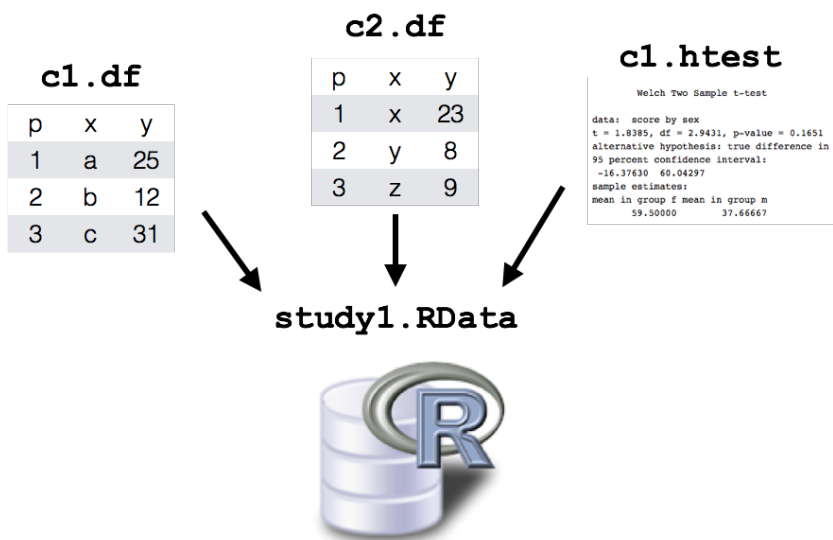 c1.df
p x y
1 a 25
2 b 12
3 c 31
c2.df
p x y
1 x 23
2 y 8
3 z 9
c1.htest
Welch Two Sample t-test
data: score by sex
t = 1.8385, df = 2.9431, p-value = 0.1651
alternative hypothesis: true difference in
95 percent confidence interval:
-16.37630 60.04297
sample estimates:
mean in group f mean in group m
59.50000 37.66667
study1.RData
R